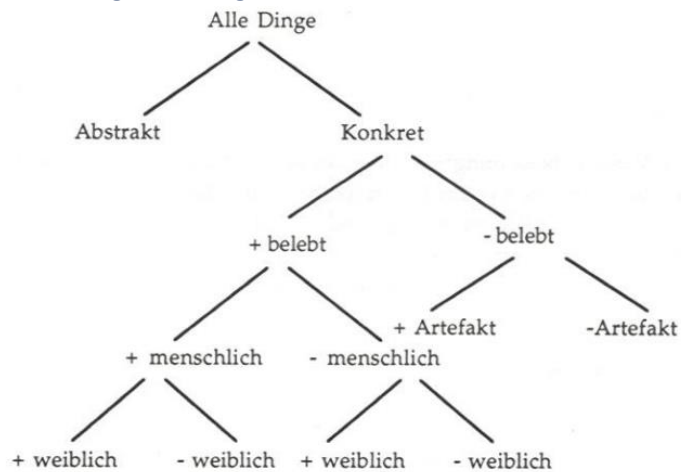 Alle Dinge
Abstrakt Konkret
+ belebt - belebt
+ Artefakt -Artefakt
+ menschlich - menschlich
+ weiblich - weiblich + weiblich - weiblich